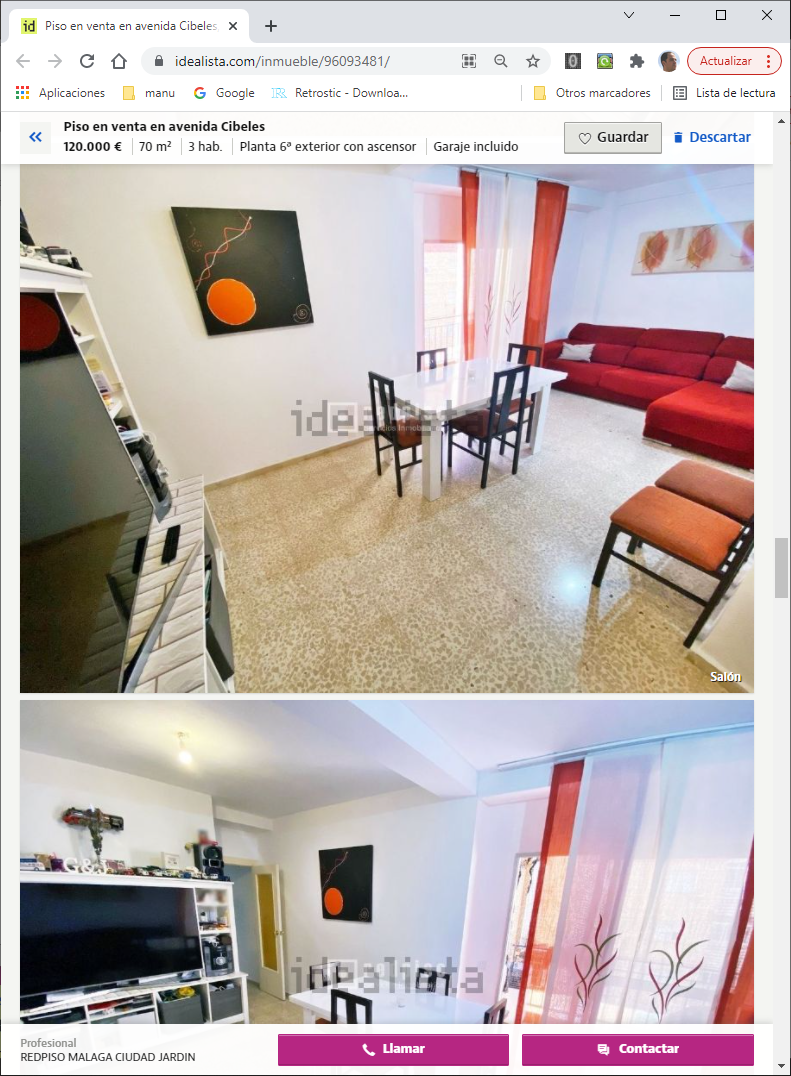 id Piso en venta en avenida Cibeles
idealista.com/inmueble/96093481/
Actualizar
Aplicaciones manu Google Retrostic - Downloa... Otros marcadores Lista de lectura
Piso en venta en avenida Cibeles
120.000 € 70 m² 3 hab. Planta 6ª exterior con ascensor Garaje incluido
Guardar Descartar
idealista
Salón
G&S
idealista
Profesional
REDPISO MALAGA CIUDAD JARDIN
Llamar
Contactar